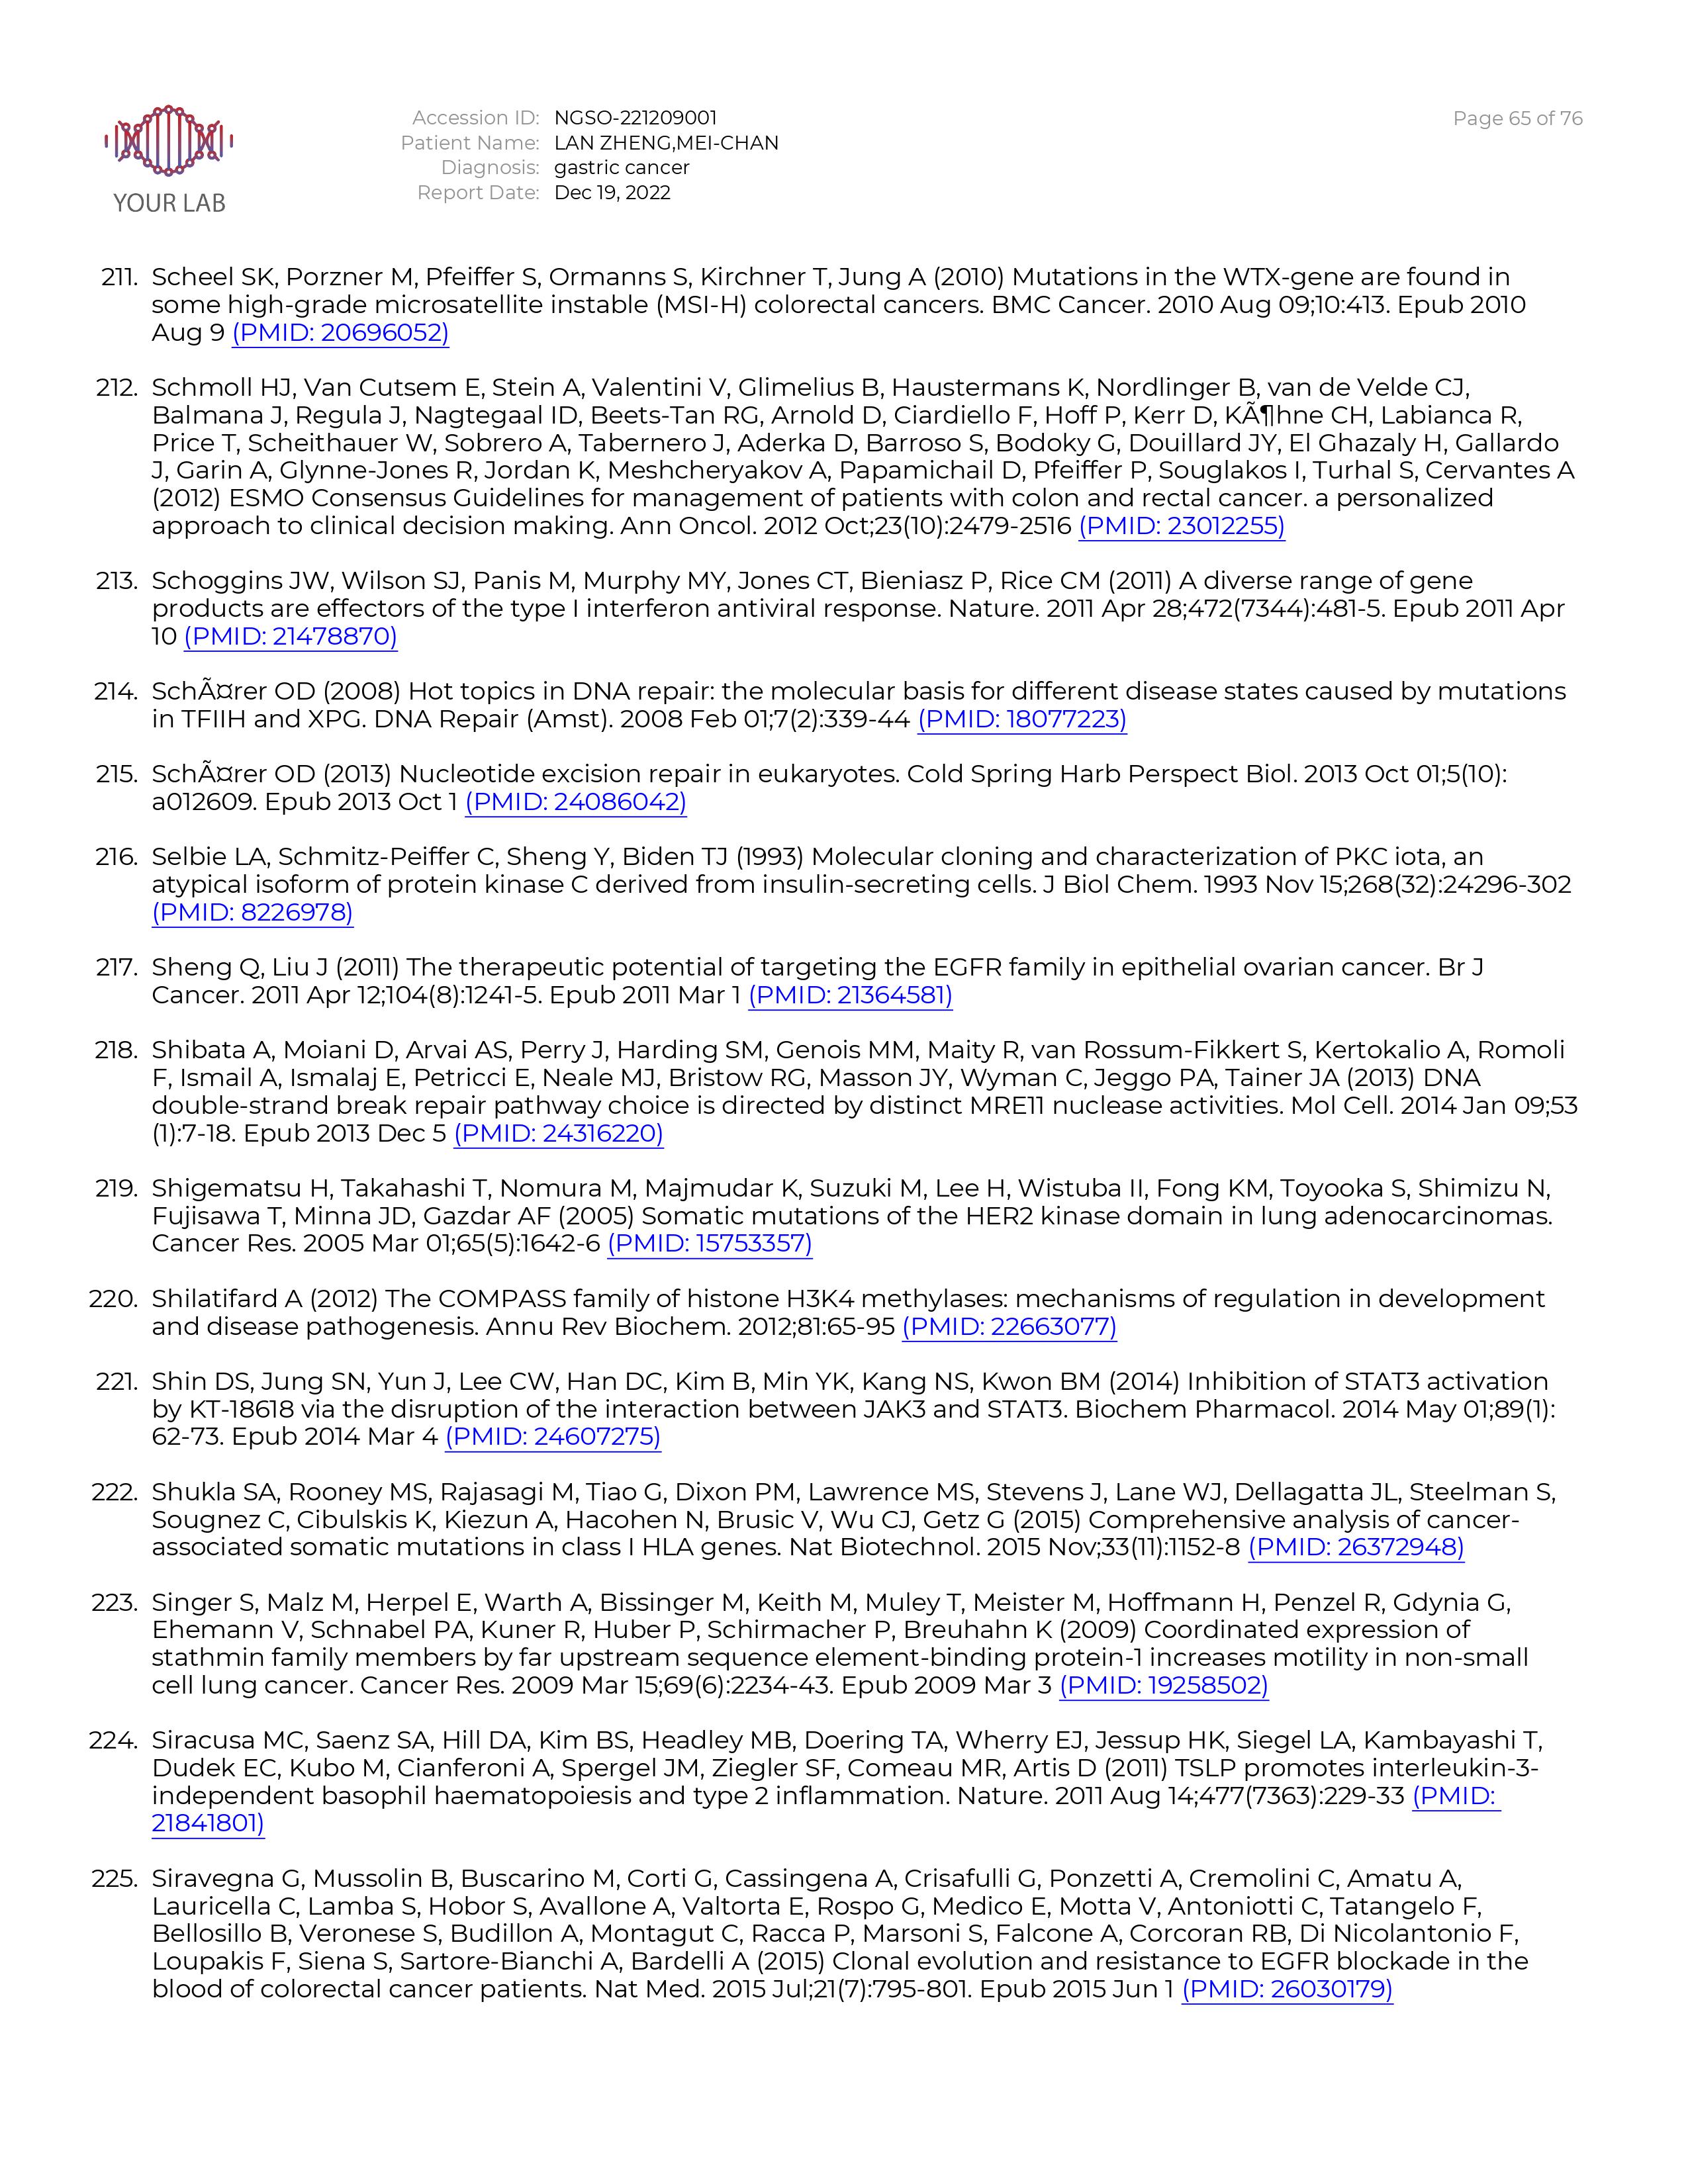 YOUR LAB
Accession ID: NGSO-221209001
Patient Name: LAN ZHENG,MEI-CHAN
Diagnosis: gastric cancer
Report Date: Dec 19, 2022
Page 65 of 76
211. Scheel SK, Porzner M, Pfeiffer S, Ormanns S, Kirchner T, Jung A (2010) Mutations in the WTX-gene are found in
some high-grade microsatellite instable (MSI-H) colorectal cancers. BMC Cancer. 2010 Aug 09;10:413. Epub 2010
Aug 9 (PMID: 20696052)
212. Schmoll HJ, Van Cutsem E, Stein A, Valentini V, Glimelius B, Haustermans K, Nordlinger B, van de Velde CJ,
Balmana J, Regula J, Nagtegaal ID, Beets-Tan RG, Arnold D, Ciardiello F, Hoff P, Kerr D, KÃ¶hne CH, Labianca R,
Price T, Scheithauer W, Sobrero A, Tabernero J, Aderka D, Barroso S, Bodoky G, Douillard JY, El Ghazaly H, Gallardo
J, Garin A, Glynne-Jones R, Jordan K, Meshcheryakov A, Papamichail D, Pfeiffer P, Souglakos I, Turhal S, Cervantes A
(2012) ESMO Consensus Guidelines for management of patients with colon and rectal cancer. a personalized
approach to clinical decision making. Ann Oncol. 2012 Oct;23(10):2479-2516 (PMID: 23012255)
213. Schoggins JW, Wilson SJ, Panis M, Murphy MY, Jones CT, Bieniasz P, Rice CM (2011) A diverse range of gene
products are effectors of the type I interferon antiviral response. Nature. 2011 Apr 28;472(7344):481-5. Epub 2011 Apr
10 (PMID: 21478870)
214. SchÃ¤rer OD (2008) Hot topics in DNA repair: the molecular basis for different disease states caused by mutations
in TFIIH and XPG. DNA Repair (Amst). 2008 Feb 01;7(2):339-44 (PMID: 18077223)
215. SchÃ¤rer OD (2013) Nucleotide excision repair in eukaryotes. Cold Spring Harb Perspect Biol. 2013 Oct 01;5(10):
a012609. Epub 2013 Oct 1 (PMID: 24086042)
216. Selbie LA, Schmitz-Peiffer C, Sheng Y, Biden TJ (1993) Molecular cloning and characterization of PKC iota, an
atypical isoform of protein kinase C derived from insulin-secreting cells. J Biol Chem. 1993 Nov 15;268(32):24296-302
(PMID: 8226978)
217. Sheng Q, Liu J (2011) The therapeutic potential of targeting the EGFR family in epithelial ovarian cancer. Br J
Cancer. 2011 Apr 12;104(8):1241-5. Epub 2011 Mar 1 (PMID: 21364581)
218. Shibata A, Moiani D, Arvai AS, Perry J, Harding SM, Genois MM, Maity R, van Rossum-Fikkert S, Kertokalio A, Romoli
F, Ismail A, Ismalaj E, Petricci E, Neale MJ, Bristow RG, Masson JY, Wyman C, Jeggo PA, Tainer JA (2013) DNA
double-strand break repair pathway choice is directed by distinct MRE11 nuclease activities. Mol Cell. 2014 Jan 09;53
(1):7-18. Epub 2013 Dec 5 (PMID: 24316220)
219. Shigematsu H, Takahashi T, Nomura M, Majmudar K, Suzuki M, Lee H, Wistuba II, Fong KM, Toyooka S, Shimizu N,
Fujisawa T, Minna JD, Gazdar AF (2005) Somatic mutations of the HER2 kinase domain in lung adenocarcinomas.
Cancer Res. 2005 Mar 01;65(5):1642-6 (PMID: 15753357)
220. Shilatifard A (2012) The COMPASS family of histone H3K4 methylases: mechanisms of regulation in development
and disease pathogenesis. Annu Rev Biochem. 2012;81:65-95 (PMID: 22663077)
221. Shin DS, Jung SN, Yun J, Lee CW, Han DC, Kim B, Min YK, Kang NS, Kwon BM (2014) Inhibition of STAT3 activation
by KT-18618 via the disruption of the interaction between JAK3 and STAT3. Biochem Pharmacol. 2014 May 01;89(1):
62-73. Epub 2014 Mar 4 (PMID: 24607275)
222. Shukla SA, Rooney MS, Rajasagi M, Tiao G, Dixon PM, Lawrence MS, Stevens J, Lane WJ, Dellagatta JL, Steelman S,
Sougnez C, Cibulskis K, Kiezun A, Hacohen N, Brusic V, Wu CJ, Getz G (2015) Comprehensive analysis of cancer-
associated somatic mutations in class I HLA genes. Nat Biotechnol. 2015 Nov;33(11):1152-8 (PMID: 26372948)
223. Singer S, Malz M, Herpel E, Warth A, Bissinger M, Keith M, Muley T, Meister M, Hoffmann H, Penzel R, Gdynia G,
Ehemann V, Schnabel PA, Kuner R, Huber P, Schirmacher P, Breuhahn K (2009) Coordinated expression of
stathmin family members by far upstream sequence element-binding protein-1 increases motility in non-small
cell lung cancer. Cancer Res. 2009 Mar 15;69(6):2234-43. Epub 2009 Mar 3 (PMID: 19258502)
224. Siracusa MC, Saenz SA, Hill DA, Kim BS, Headley MB, Doering TA, Wherry EJ, Jessup HK, Siegel LA, Kambayashi T,
Dudek EC, Kubo M, Cianferoni A, Spergel JM, Ziegler SF, Comeau MR, Artis D (2011) TSLP promotes interleukin-3-
independent basophil haematopoiesis and type 2 inflammation. Nature. 2011 Aug 14;477(7363):229-33 (PMID:
21841801)
225. Siravegna G, Mussolin B, Buscarino M, Corti G, Cassingena A, Crisafulli G, Ponzetti A, Cremolini C, Amatu A,
Lauricella C, Lamba S, Hobor S, Avallone A, Valtorta E, Rospo G, Medico E, Motta V, Antoniotti C, Tatangelo F,
Bellosillo B, Veronese S, Budillon A, Montagut C, Racca P, Marsoni S, Falcone A, Corcoran RB, Di Nicolantonio F,
Loupakis F, Siena S, Sartore-Bianchi A, Bardelli A (2015) Clonal evolution and resistance to EGFR blockade in the
blood of colorectal cancer patients. Nat Med. 2015 Jul;21(7):795-801. Epub 2015 Jun 1 (PMID: 26030179)